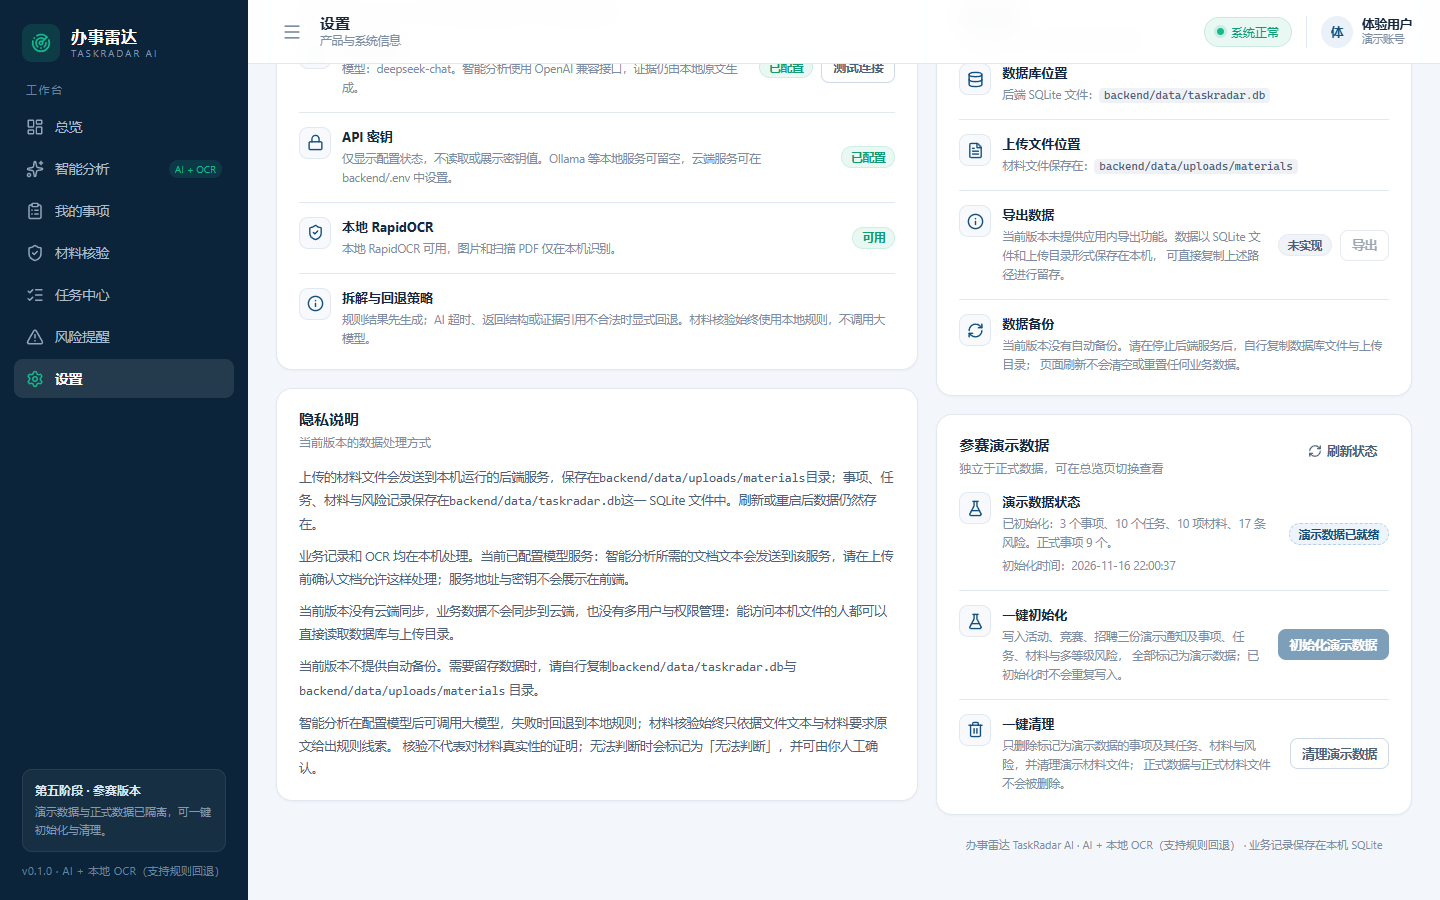 办事雷达
TASKRADAR AI
工作台
总览
智能分析
AI + OCR
我的事项
材料核验
任务中心
风险提醒
设置
第五阶段 · 参赛版本
演示数据与正式数据已隔离，可一键
初始化与清理。
v0.1.0 · AI + 本地 OCR（支持规则回退）
设置
产品与系统信息
系统正常
体
体验用户
演示账号
模型：deepseek-chat。智能分析使用 OpenAI 兼容接口，证据仍由本地原文生
成。
已配置
测试连接
API 密钥
仅显示配置状态，不读取或展示密钥值。Ollama 等本地服务可留空，云端服务可在
backend/.env 中设置。
已配置
本地 RapidOCR
本地 RapidOCR 可用，图片和扫描 PDF 仅在本机识别。
可用
拆解与回退策略
规则结果先生成；AI 超时、返回结构或证据引用不合法时显式回退。材料核验始终使用本地规则，不调用大
模型。
隐私说明
当前版本的数据处理方式
上传的材料文件会发送到本机运行的后端服务，保存在backend/data/uploads/materials目录；事项、任
务、材料与风险记录保存在backend/data/taskradar.db这一 SQLite 文件中。刷新或重启后数据仍然存
在。
业务记录和 OCR 均在本机处理。当前已配置模型服务：智能分析所需的文档文本会发送到该服务，请在上传
前确认文档允许这样处理；服务地址与密钥不会展示在前端。
当前版本没有云端同步，业务数据不会同步到云端，也没有多用户与权限管理：能访问本机文件的人都可以
直接读取数据库与上传目录。
当前版本不提供自动备份。需要留存数据时，请自行复制backend/data/taskradar.db与
backend/data/uploads/materials 目录。
智能分析在配置模型后可调用大模型，失败时回退到本地规则；材料核验始终只依据文件文本与材料要求原
文给出规则线索。 核验不代表对材料真实性的证明；无法判断时会标记为「无法判断」，并可由你人工确
认。
数据库位置
后端 SQLite 文件： backend/data/taskradar.db
上传文件位置
材料文件保存在： backend/data/uploads/materials
导出数据
当前版本未提供应用内导出功能。数据以 SQLite 文
件和上传目录形式保存在本机， 可直接复制上述路
径进行留存。
未实现
导出
数据备份
当前版本没有自动备份。请在停止后端服务后，自行复制数据库文件与上传
目录； 页面刷新不会清空或重置任何业务数据。
参赛演示数据
独立于正式数据，可在总览页切换查看
刷新状态
演示数据状态
已初始化：3 个事项、10 个任务、10 项材料、17 条
风险。正式事项 9 个。
初始化时间：2026-11-16 22:00:37
演示数据已就绪
一键初始化
写入活动、竞赛、招聘三份演示通知及事项、任
务、材料与多等级风险， 全部标记为演示数据；已
初始化时不会重复写入。
初始化演示数据
一键清理
只删除标记为演示数据的事项及其任务、材料与风
险，并清理演示材料文件； 正式数据与正式材料文件
不会被删除。
清理演示数据
办事雷达 TaskRadar AI · AI + 本地 OCR（支持规则回退） · 业务记录保存在本机 SQLite